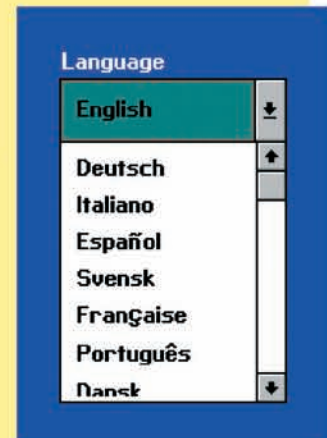 Language
English
Deutsch
Italiano
Español
Svensk
Française
Português
Dansk